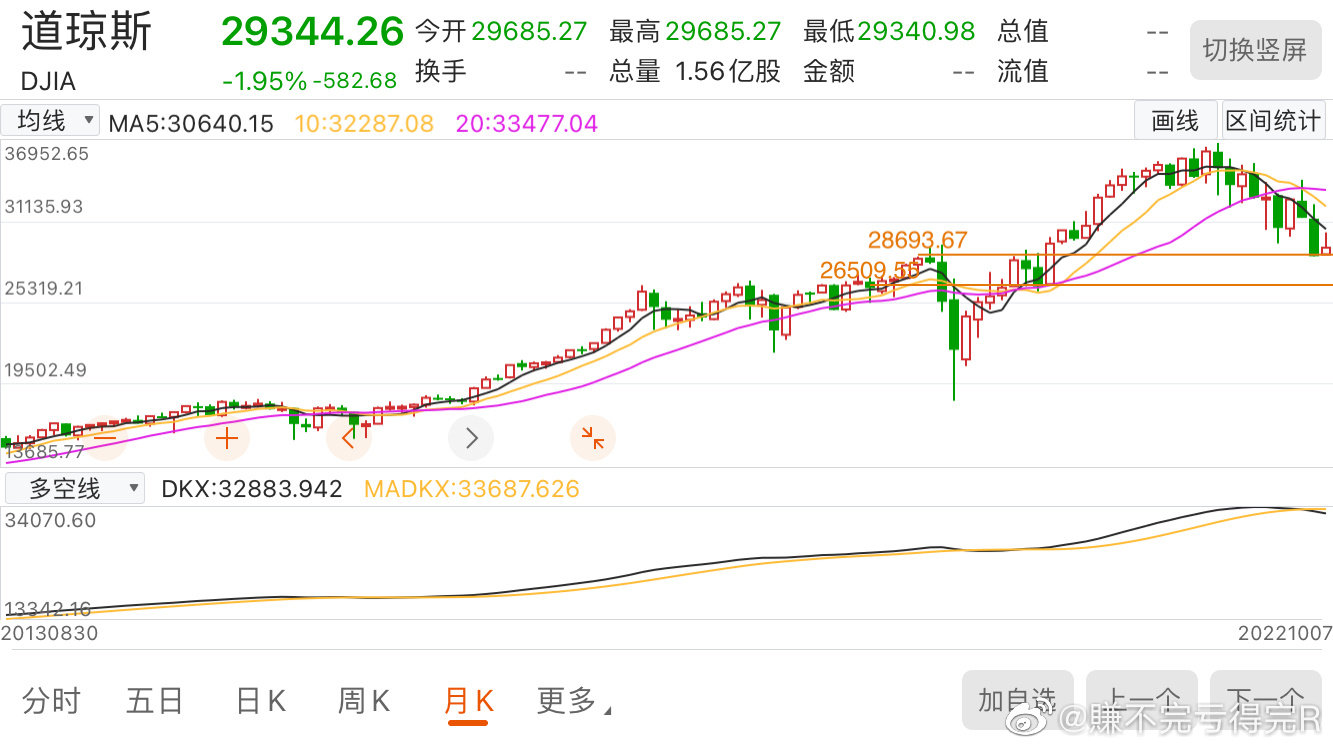 道琼斯 29344.26 今开 29685.27 最高 29685.27 最低 29340.98 总值 -- 切换竖屏
DJIA -1.95% -582.68 换手 -- 总量 1.56亿股 金额 -- 流值 --
均线 MA5:30640.15 10:32287.08 20:33477.04 画线 区间统计
36952.65
31135.93
28693.67
26509.55
25319.21
19502.49
13685.77
多空线 DKX:32883.942 MADKX:33687.626
34070.60
13342.16
20130830 20221007
分时 五日 日K 周K 月K 更多 加自选 上一个 下一个
@賺不完亏得完R